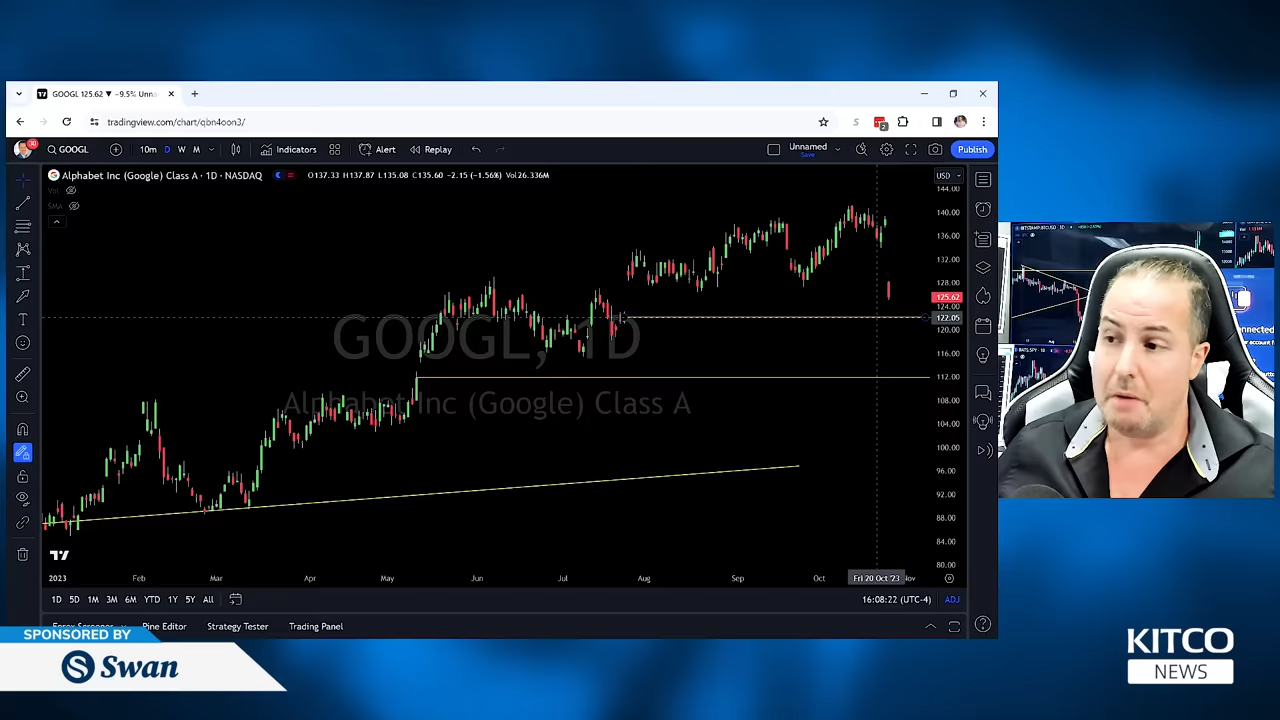 GOOGL 125.62 ▼ −9.5% Unna
tradingview.com/chart/qbn4oon3/
GOOGL
10m D W M
Indicators
Alert
Replay
Unnamed
Save
Publish
Alphabet Inc (Google) Class A · 1D · NASDAQ
O137.33 H137.87 L135.08 C135.60 −2.15 (−1.56%) Vol26.336M
USD
Vol
SMA
144.00
140.00
136.00
132.00
128.00
125.62
124.00
122.05
120.00
116.00
112.00
108.00
104.00
100.00
96.00
92.00
88.00
84.00
80.00
GOOGL, 1D
Alphabet Inc (Google) Class A
2023 Feb Mar Apr May Jun Jul Aug Sep Oct Fri 20 Oct '23
1D 5D 1M 3M 6M YTD 1Y 5Y All
16:08:22 (UTC-4)
ADJ
Pine Editor
Strategy Tester
Trading Panel
SPONSORED BY
Swan
KITCO
NEWS